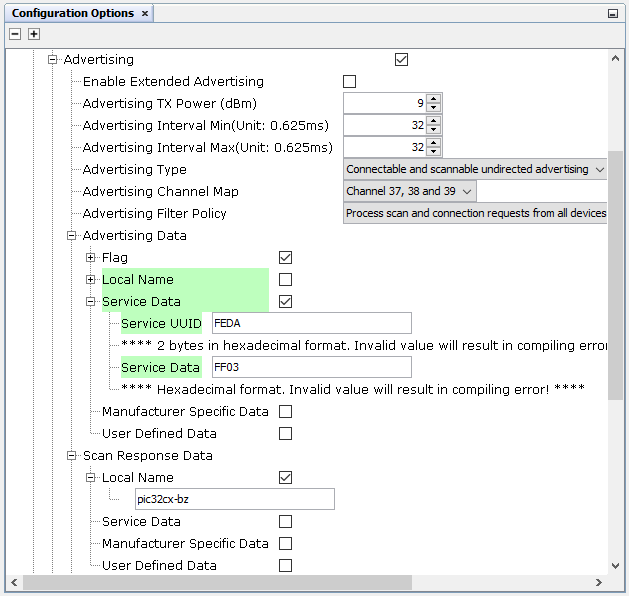 Configuration Options ×
Advertising
Enable Extended Advertising
Advertising TX Power (dBm) 9
Advertising Interval Min(Unit: 0.625ms) 32
Advertising Interval Max(Unit: 0.625ms) 32
Advertising Type Connectable and scannable undirected advertising
Advertising Channel Map Channel 37, 38 and 39
Advertising Filter Policy Process scan and connection requests from all devices
Advertising Data
Flag
Local Name
Service Data
Service UUID FEDA
**** 2 bytes in hexadecimal format. Invalid value will result in compiling error
Service Data FF03
**** Hexadecimal format. Invalid value will result in compiling error! ****
Manufacturer Specific Data
User Defined Data
Scan Response Data
Local Name
pic32cx-bz
Service Data
Manufacturer Specific Data
User Defined Data